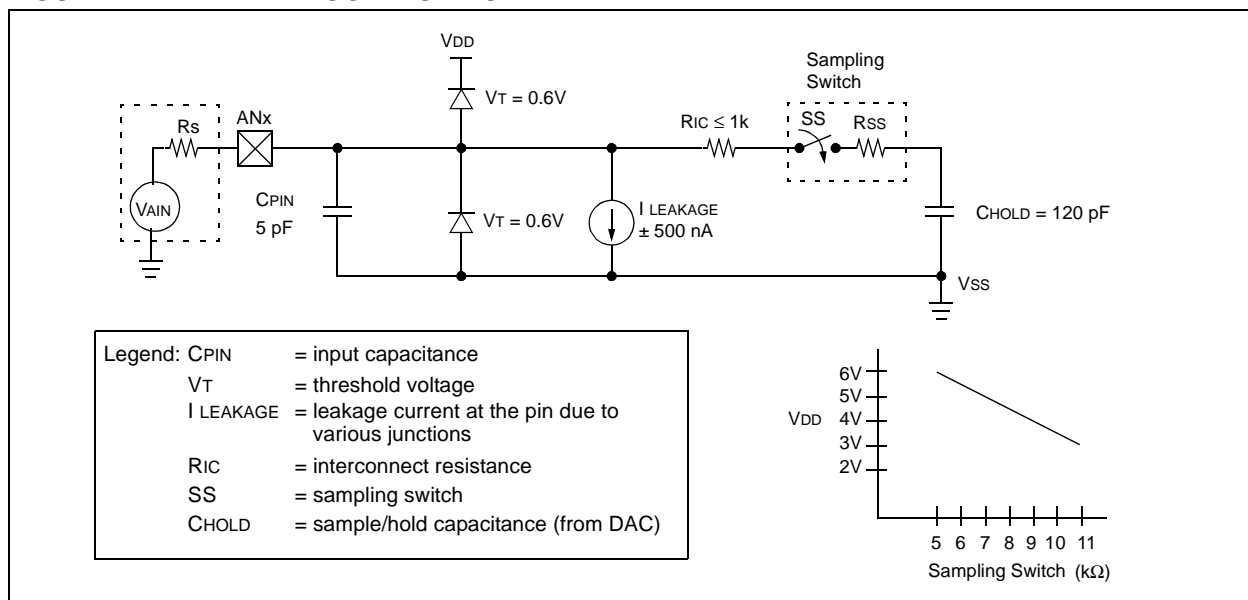 VDD
Sampling
Switch
VT = 0.6V
ANx
RS
RIC ≤ 1k
SS
RSS
VAIN
CPIN
5 pF
VT = 0.6V
I LEAKAGE
± 500 nA
CHOLD = 120 pF
VSS
Legend: CPIN = input capacitance
VT = threshold voltage
I LEAKAGE = leakage current at the pin due to
various junctions
RIC = interconnect resistance
SS = sampling switch
CHOLD = sample/hold capacitance (from DAC)
6V
5V
VDD 4V
3V
2V
5 6 7 8 9 10 11
Sampling Switch (kΩ)